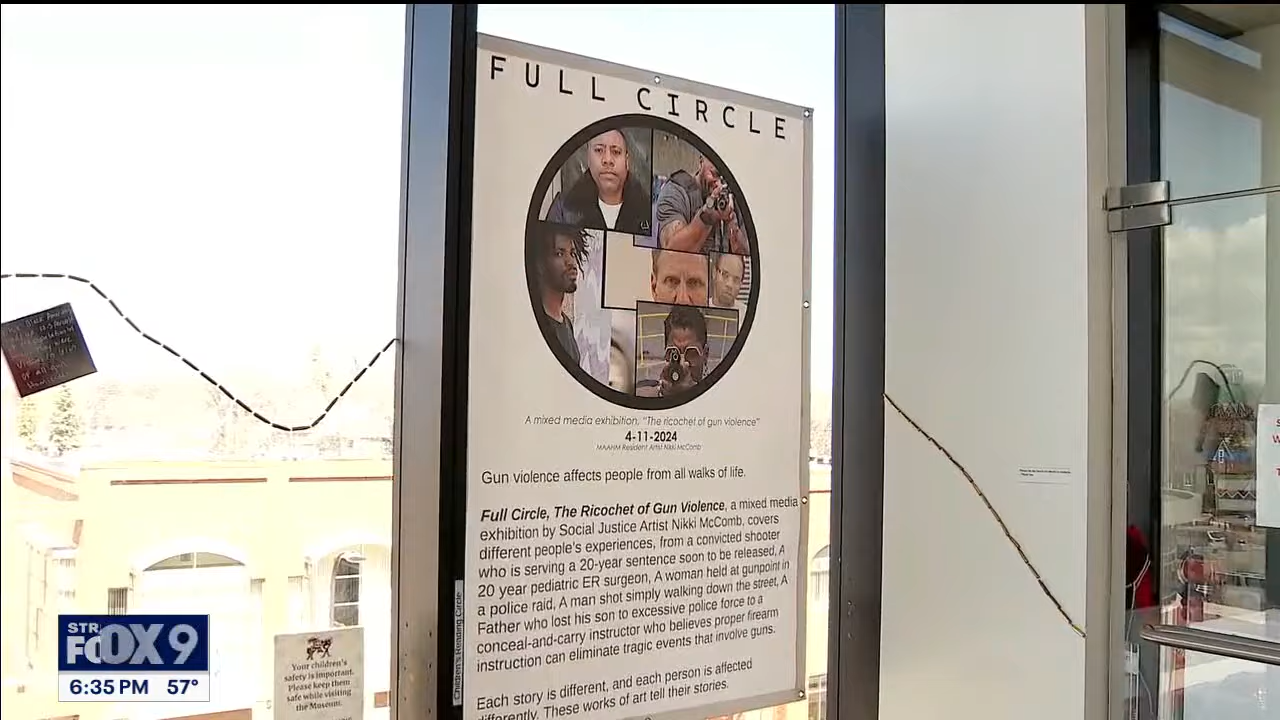 FULL CIRCLE
A mixed media exhibition. "The ricochet of gun violence"
4-11-2024
MAAHM Resident Artist Nikki McComb
Gun violence affects people from all walks of life.
Full Circle, The Ricochet of Gun Violence, a mixed media
exhibition by Social Justice Artist Nikki McComb, covers
different people's experiences, from a convicted shooter
who is serving a 20-year sentence soon to be released, A
20 year pediatric ER surgeon, A woman held at gunpoint in
a police raid, A man shot simply walking down the street, A
Father who lost his son to excessive police force to a
conceal-and-carry instructor who believes proper firearm
instruction can eliminate tragic events that involve guns.
Each story is different, and each person is affected
differently. These works of art tell their stories.
Children's Reading Circle
Your children's
safety is important.
Please keep them
safe while visiting
the Museum.
FOX 9
6:35 PM 57°